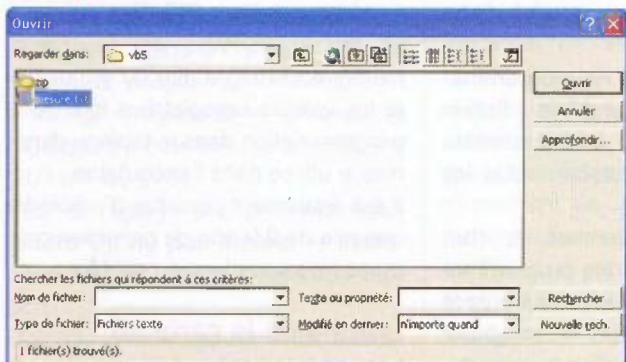 Ouvrir
Regarder dans: vb5
zip
mesure.txt
Ouvrir
Annuler
Approfondir...
Chercher les fichiers qui répondent à ces critères:
Nom de fichier: Texte ou propriété: Rechercher
Type de fichier: Fichiers texte Modifié en dernier: n'importe quand Nouvelle rech.
1 fichier(s) trouvé(s).